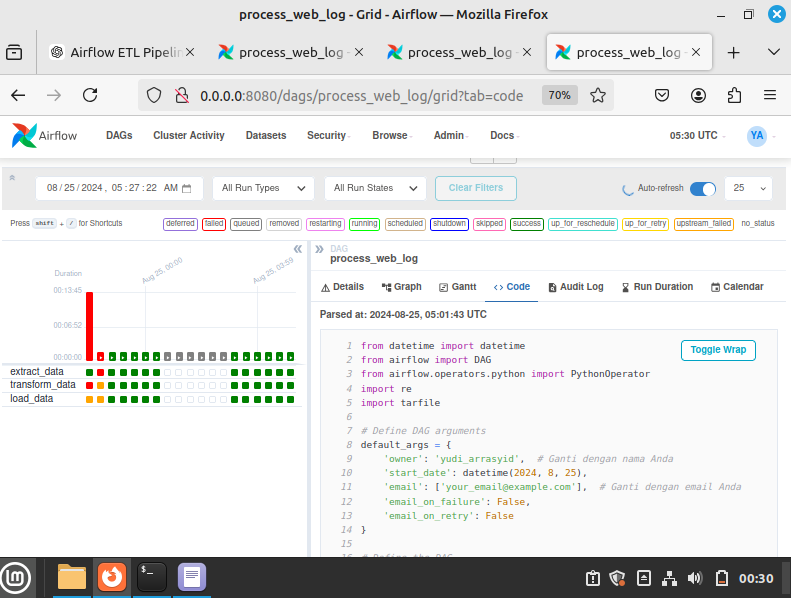 process_web_log - Grid - Airflow — Mozilla Firefox
Airflow ETL Pipelin
process_web_log -
process_web_log -
process_web_log -
0.0.0.0:8080/dags/process_web_log/grid?tab=code
70%
Airflow
DAGs
Cluster Activity
Datasets
Security
Browse
Admin
Docs
05:30 UTC
YA
08 / 25 / 2024 , 05 : 27 : 22 AM
All Run Types
All Run States
Clear Filters
Auto-refresh
25
Press shift + / for Shortcuts
deferred
failed
queued
removed
restarting
running
scheduled
shutdown
skipped
success
up_for_reschedule
up_for_retry
upstream_failed
no_status
Duration
Aug 25, 00:00
Aug 25, 03:59
00:13:45
00:06:52
00:00:00
extract_data
transform_data
load_data
DAG
process_web_log
Details
Graph
Gantt
<> Code
Audit Log
Run Duration
Calendar
Parsed at: 2024-08-25, 05:01:43 UTC
Toggle Wrap
1 from datetime import datetime
2 from airflow import DAG
3 from airflow.operators.python import PythonOperator
4 import re
5 import tarfile
6
7 # Define DAG arguments
8 default_args = {
9 'owner': 'yudi_arrasyid', # Ganti dengan nama Anda
10 'start_date': datetime(2024, 8, 25),
11 'email': ['your_email@example.com'], # Ganti dengan email Anda
12 'email_on_failure': False,
13 'email_on_retry': False
14 }
15
16 # Define the DAG
00:30